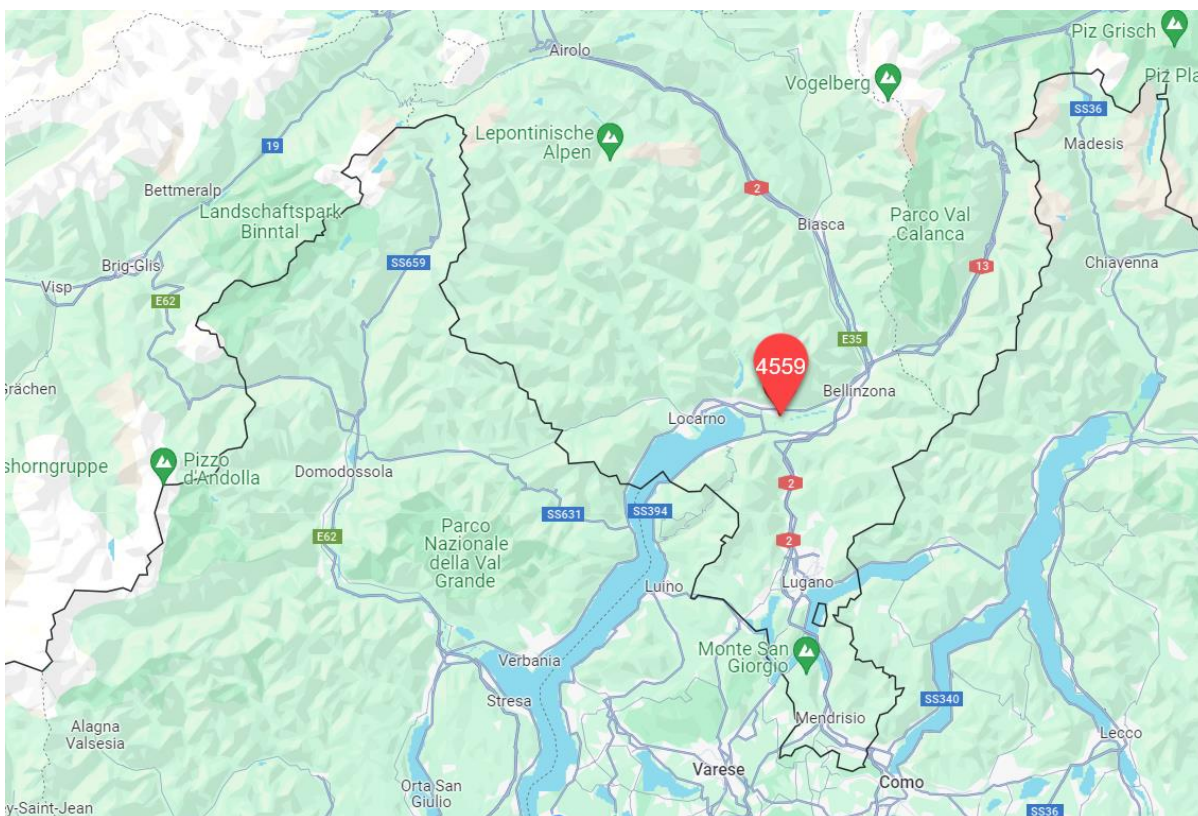 Piz Grisch
Airolo
Vogelberg
Piz Pla
SS36
Lepontinische
Alpen
Madesis
19
Bettmeralp
2
Landschaftspark
Binntal
Parco Val
Calanca
Biasca
Brig-Glis
SS659
13
Chiavenna
Visp
E62
E35
4559
Grächen
Bellinzona
Locarno
shorngruppe
Pizzo
d'Andolla
Domodossola
2
SS631
SS394
Parco
Nazionale
della Val
Grande
E62
2
Luino
Lugano
Verbania
Monte San
Giorgio
Stresa
SS340
Mendrisio
Alagna
Valsesia
Lecco
Varese
Como
Orta San
Giulio
ey-Saint-Jean
SS36